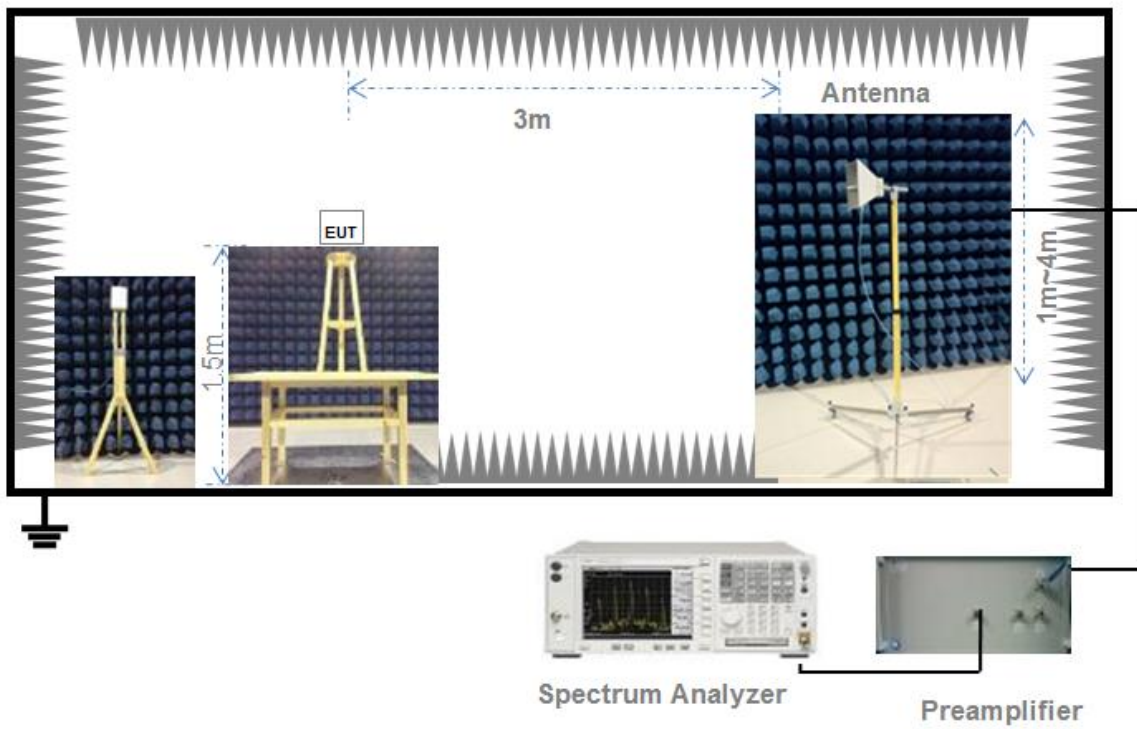 Antenna
3m
EUT
1.5m
1m~4m
Spectrum Analyzer
Preamplifier